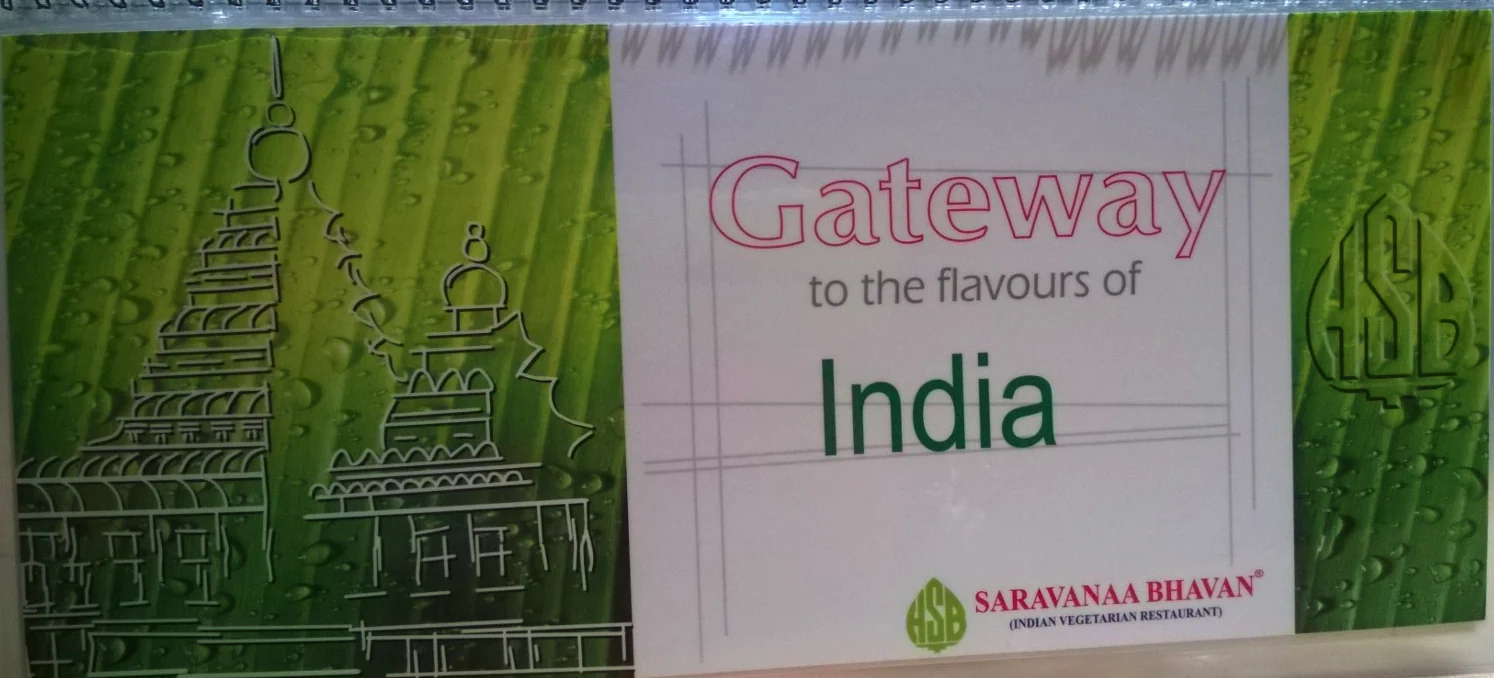 Gateway
to the flavours of
India
HSB
HSB
SARAVANAA BHAVAN®
(INDIAN VEGETARIAN RESTAURANT)